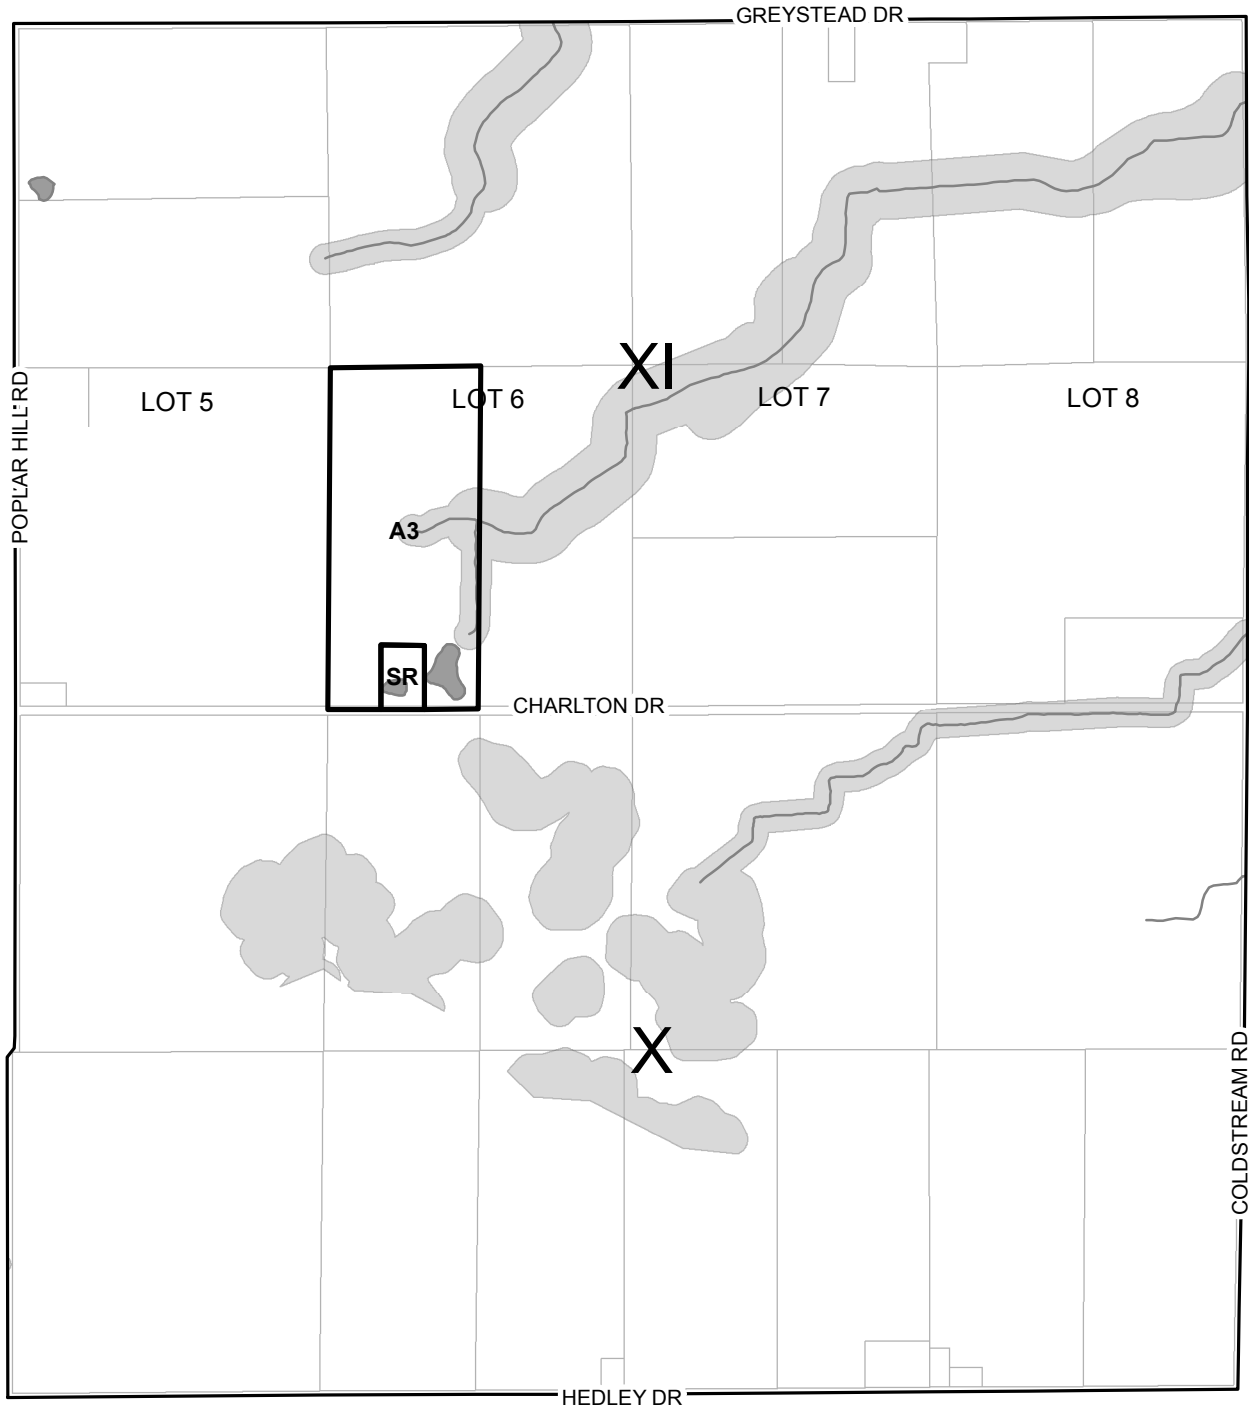 GREYSTEAD DR
XI
POPLAR HILL RD
LOT 5
LOT 6
LOT 7
LOT 8
A3
SR
CHARLTON DR
X
COLDSTREAM RD
HEDLEY DR